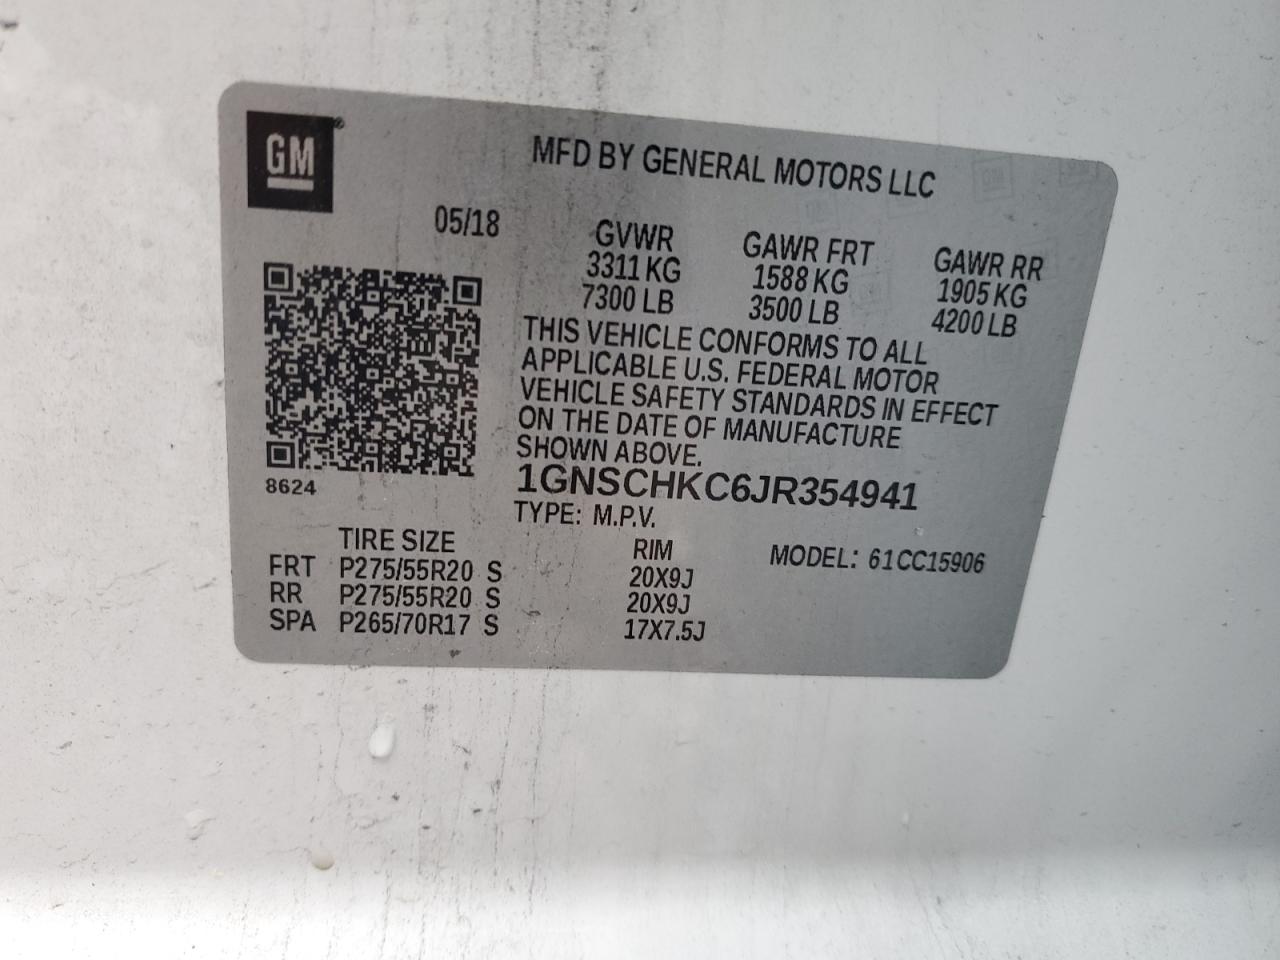 GM
MFD BY GENERAL MOTORS LLC
05/18
GVWR GAWR FRT GAWR RR
3311 KG 1588 KG 1905 KG
7300 LB 3500 LB 4200 LB
THIS VEHICLE CONFORMS TO ALL
APPLICABLE U.S. FEDERAL MOTOR
VEHICLE SAFETY STANDARDS IN EFFECT
ON THE DATE OF MANUFACTURE
SHOWN ABOVE.
8624
1GNSCHKC6JR354941
TYPE: M.P.V.
TIRE SIZE RIM MODEL: 61CC15906
FRT P275/55R20 S 20X9J
RR P275/55R20 S 20X9J
SPA P265/70R17 S 17X7.5J